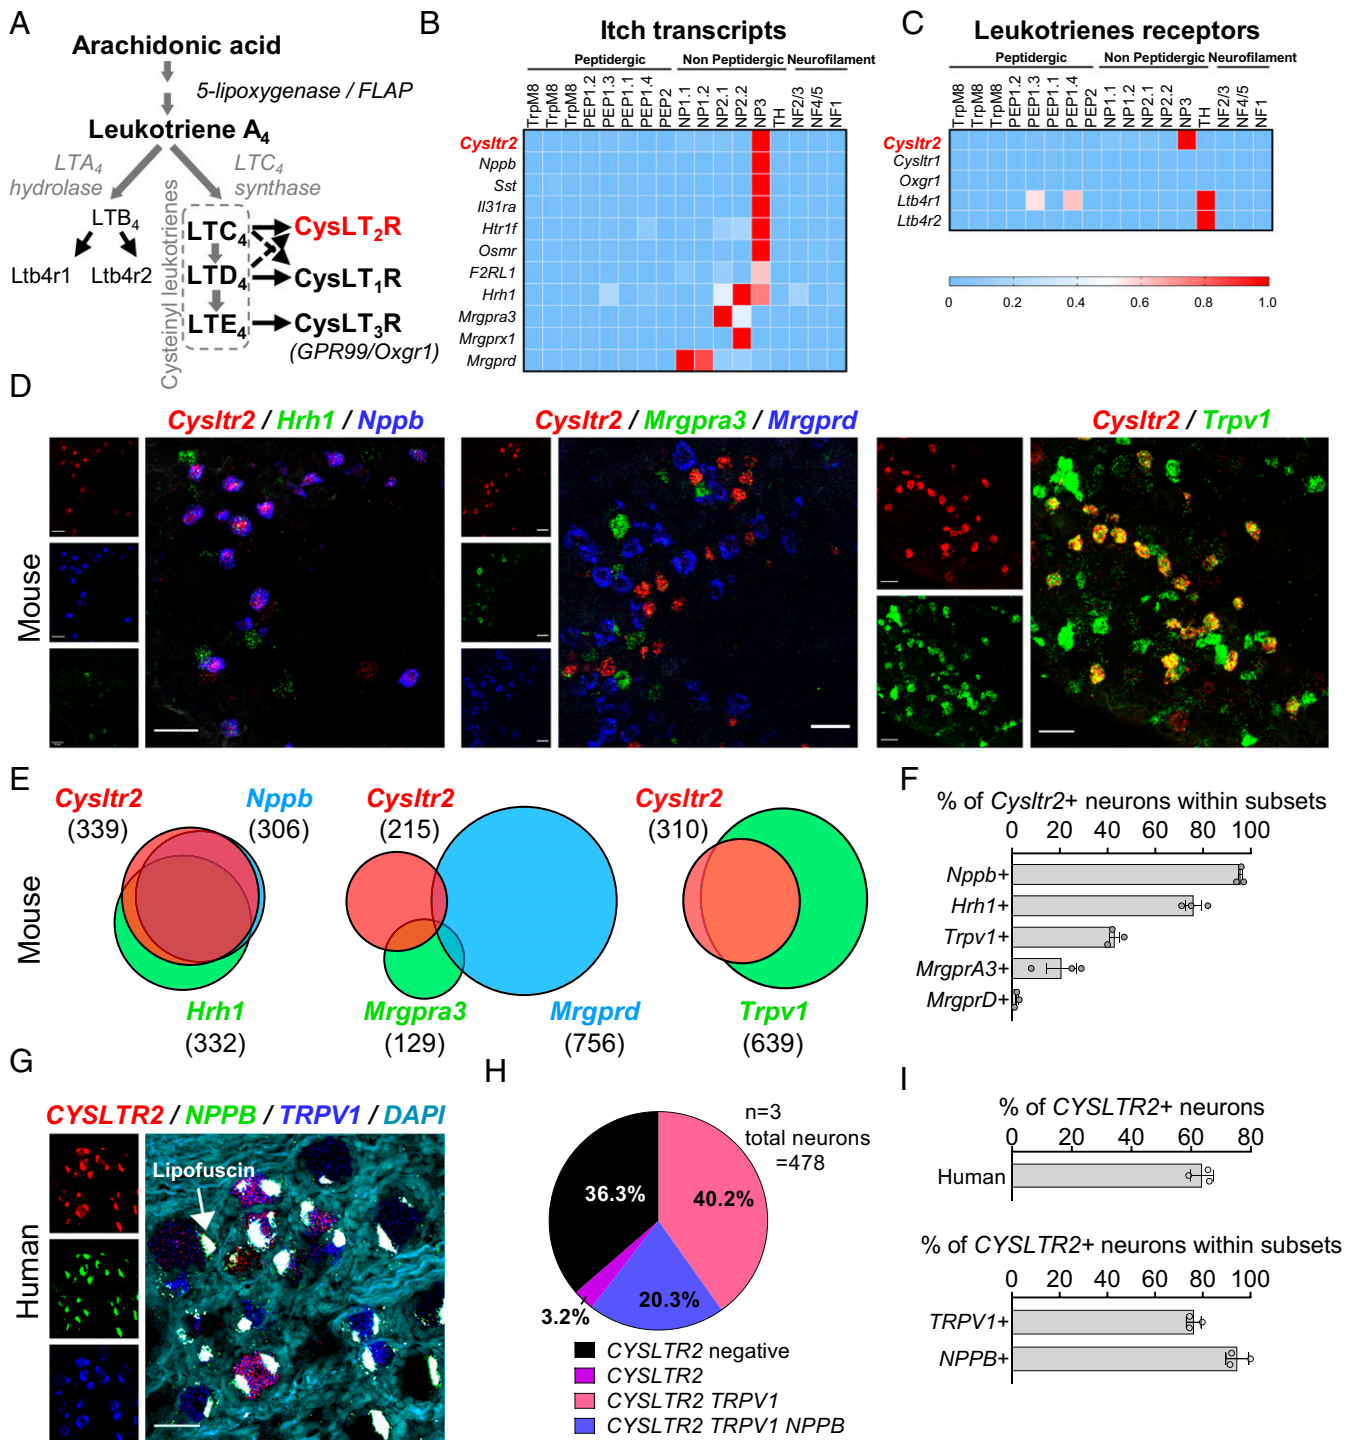 A
Arachidonic acid
5-lipoxygenase / FLAP
Leukotriene A4
LTA4
hydrolase
LTC4
synthase
LTB4
Ltb4r1
Ltb4r2
Cysteinyl leukotrienes
LTC4
LTD4
LTE4
CysLT2R
CysLT1R
CysLT3R
(GPR99/Oxgr1)
B
Itch transcripts
Peptidergic
Non Peptidergic
Neurofilament
TrpM8
TrpM8
TrpM8
PEP1.2
PEP1.3
PEP1.1
PEP1.4
PEP2
NP1.1
NP1.2
NP2.1
NP2.2
NP3
TH
NF2/3
NF4/5
NF1
Cysltr2
Nppb
Sst
Il31ra
Htr1f
Osmr
F2RL1
Hrh1
Mrgpra3
Mrgprx1
Mrgprd
C
Leukotrienes receptors
Peptidergic
Non Peptidergic
Neurofilament
TrpM8
TrpM8
TrpM8
PEP1.2
PEP1.3
PEP1.1
PEP1.4
PEP2
NP1.1
NP1.2
NP2.1
NP2.2
NP3
TH
NF2/3
NF4/5
NF1
Cysltr2
Cysltr1
Oxgr1
Ltb4r1
Ltb4r2
0 0.2 0.4 0.6 0.8 1.0
D
Mouse
Cysltr2 / Hrh1 / Nppb
Cysltr2 / Mrgpra3 / Mrgprd
Cysltr2 / Trpv1
E
Mouse
Cysltr2
(339)
Nppb
(306)
Hrh1
(332)
Cysltr2
(215)
Mrgpra3
(129)
Mrgprd
(756)
Cysltr2
(310)
Trpv1
(639)
F
% of Cysltr2+ neurons within subsets
0 20 40 60 80 100
Nppb+
Hrh1+
Trpv1+
MrgprA3+
MrgprD+
G
Human
CYSLTR2 / NPPB / TRPV1 / DAPI
Lipofuscin
H
n=3
total neurons
=478
36.3%
40.2%
3.2%
20.3%
CYSLTR2 negative
CYSLTR2
CYSLTR2 TRPV1
CYSLTR2 TRPV1 NPPB
I
% of CYSLTR2+ neurons
0 20 40 60 80
Human
% of CYSLTR2+ neurons within subsets
0 20 40 60 80 100
TRPV1+
NPPB+